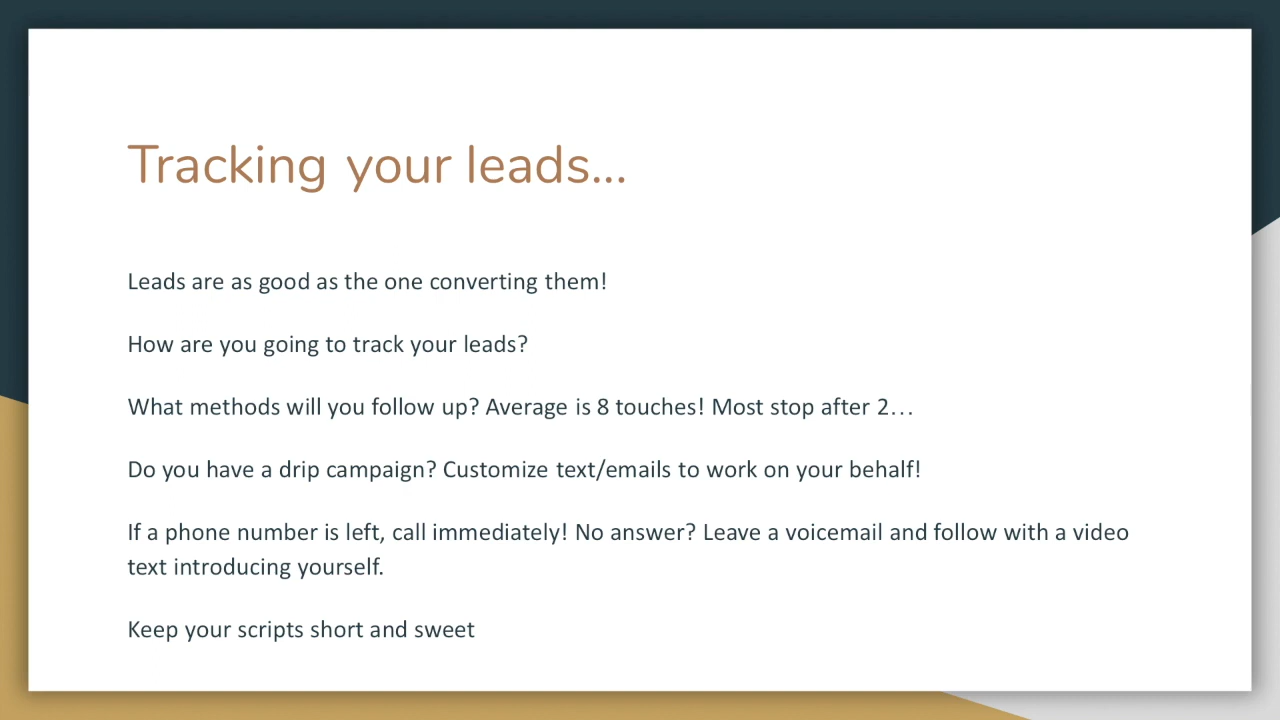 Tracking your leads...
Leads are as good as the one converting them!
How are you going to track your leads?
What methods will you follow up? Average is 8 touches! Most stop after 2...
Do you have a drip campaign? Customize text/emails to work on your behalf!
If a phone number is left, call immediately! No answer? Leave a voicemail and follow with a video
text introducing yourself.
Keep your scripts short and sweet